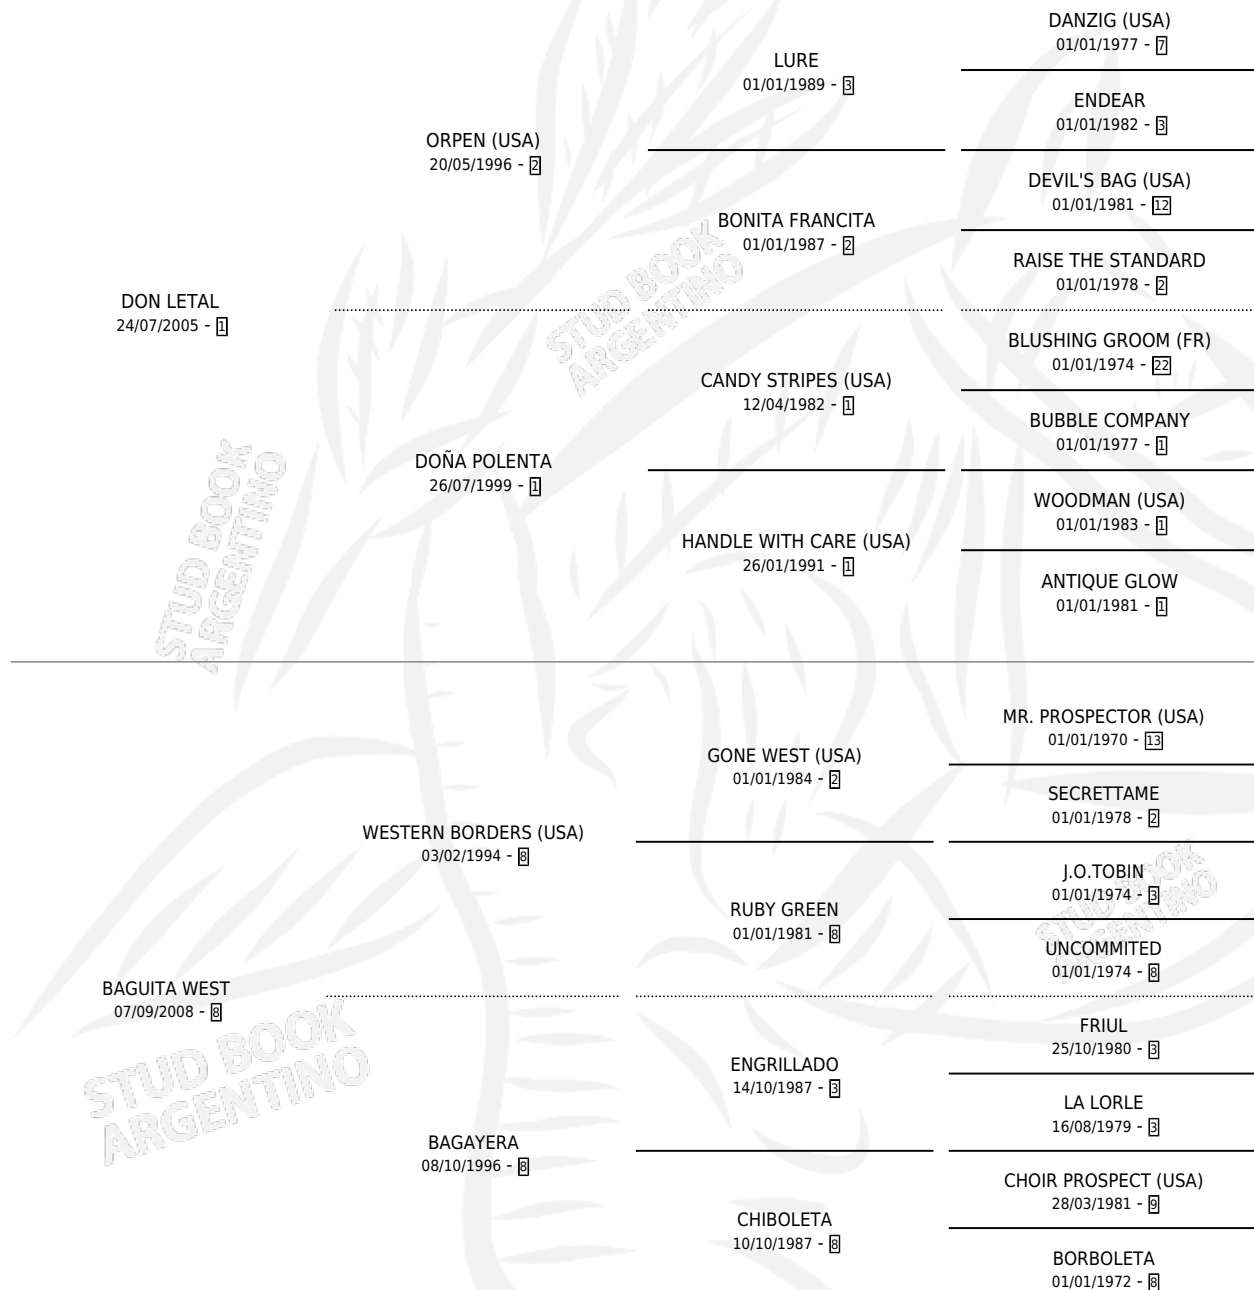 DANZIG (USA)
01/01/1977 - 7
LURE
01/01/1989 - 3
ENDEAR
01/01/1982 - 3
ORPEN (USA)
20/05/1996 - 2
DEVIL'S BAG (USA)
01/01/1981 - 12
BONITA FRANCITA
01/01/1987 - 2
RAISE THE STANDARD
01/01/1978 - 2
DON LETAL
24/07/2005 - 1
BLUSHING GROOM (FR)
01/01/1974 - 22
CANDY STRIPES (USA)
12/04/1982 - 1
BUBBLE COMPANY
01/01/1977 - 1
DOÑA POLENTA
26/07/1999 - 1
WOODMAN (USA)
01/01/1983 - 1
HANDLE WITH CARE (USA)
26/01/1991 - 1
ANTIQUE GLOW
01/01/1981 - 1
MR. PROSPECTOR (USA)
01/01/1970 - 13
GONE WEST (USA)
01/01/1984 - 2
SECRETTAME
01/01/1978 - 2
WESTERN BORDERS (USA)
03/02/1994 - 8
J.O.TOBIN
01/01/1974 - 3
RUBY GREEN
01/01/1981 - 8
UNCOMMITED
01/01/1974 - 8
BAGUITA WEST
07/09/2008 - 8
FRIUL
25/10/1980 - 3
ENGRILLADO
14/10/1987 - 3
LA LORLE
16/08/1979 - 3
BAGAYERA
08/10/1996 - 8
CHOIR PROSPECT (USA)
28/03/1981 - 9
CHIBOLETA
10/10/1987 - 8
BORBOLETA
01/01/1972 - 8
STUD BOOK
ARGENTINO
STUD BOOK
ARGENTINO
STUD BOOK
ARGENTINO
STUD BOOK
ARGENTINO